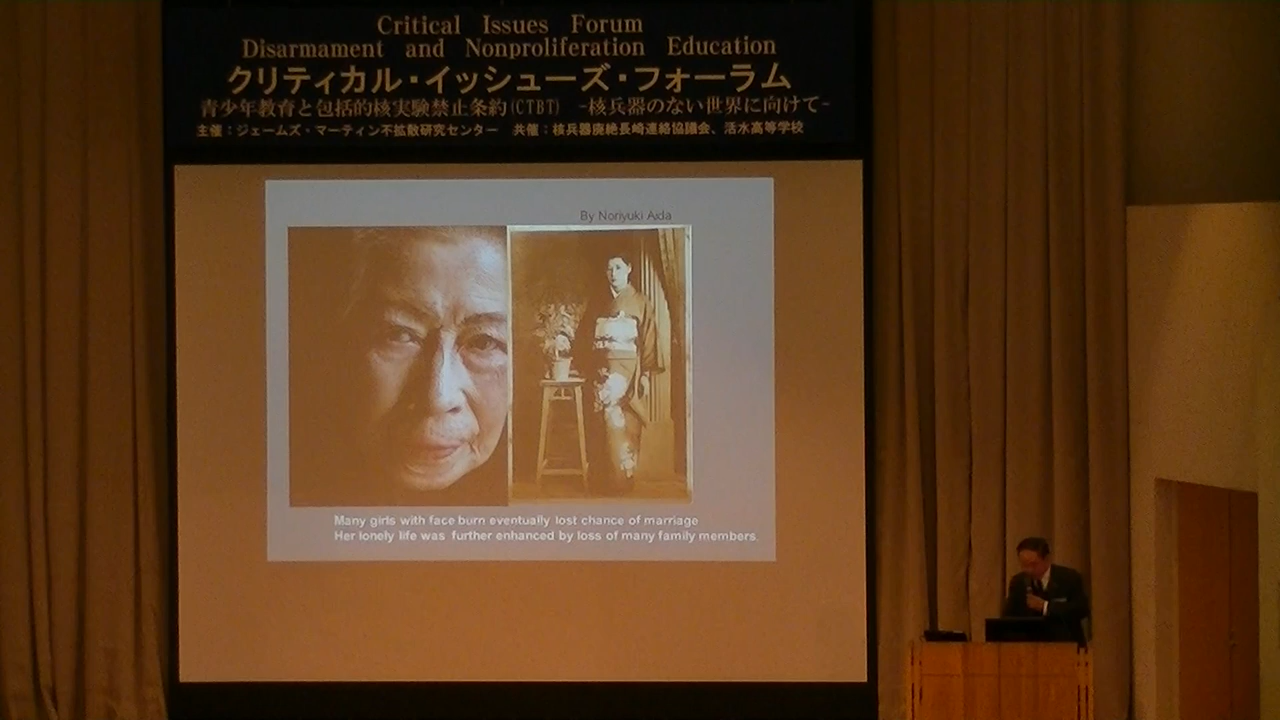 Critical Issues Forum
Disarmament and Nonproliferation Education
クリティカル・イッシューズ・フォーラム
青少年教育と包括的核実験禁止条約(CTBT) -核兵器のない世界に向けて-
主催：ジェームズ・マーティン不拡散研究センター 共催：核兵器廃絶長崎連絡協議会、活水高等学校
By Noriyuki Aida
Many girls with face burn eventually lost chance of marriage
Her lonely life was further enhanced by loss of many family members.